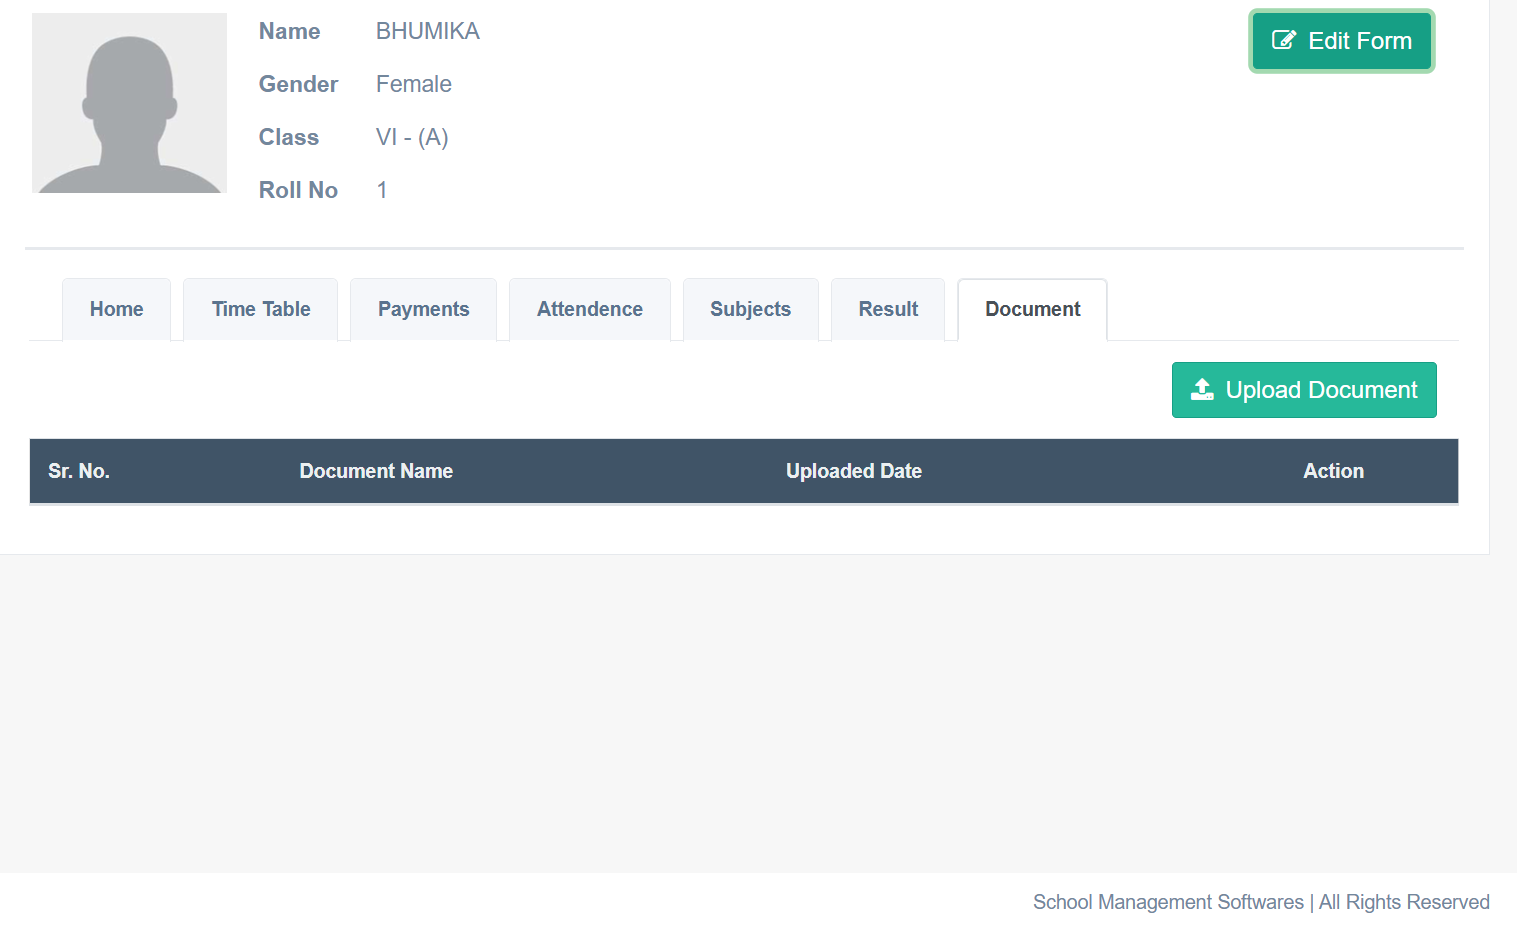 Name BHUMIKA
Edit Form
Gender Female
Class VI - (A)
Roll No 1
Home Time Table Payments Attendence Subjects Result Document
Upload Document
Sr. No. Document Name Uploaded Date Action
School Management Softwares | All Rights Reserved